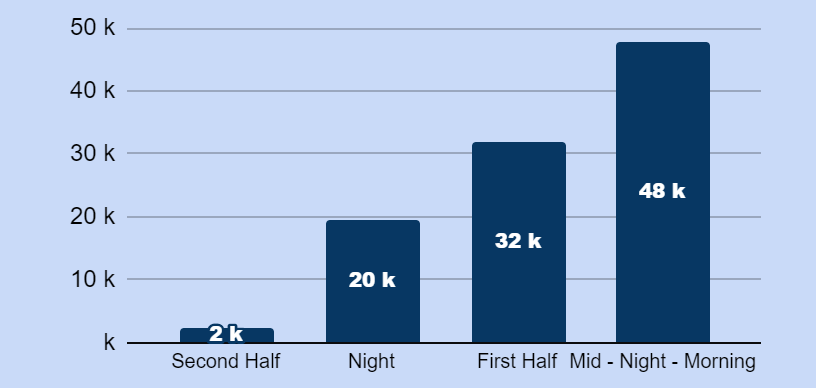 50 k
40 k
30 k
20 k
10 k
k
2 k
20 k
32 k
48 k
Second Half
Night
First Half
Mid - Night - Morning